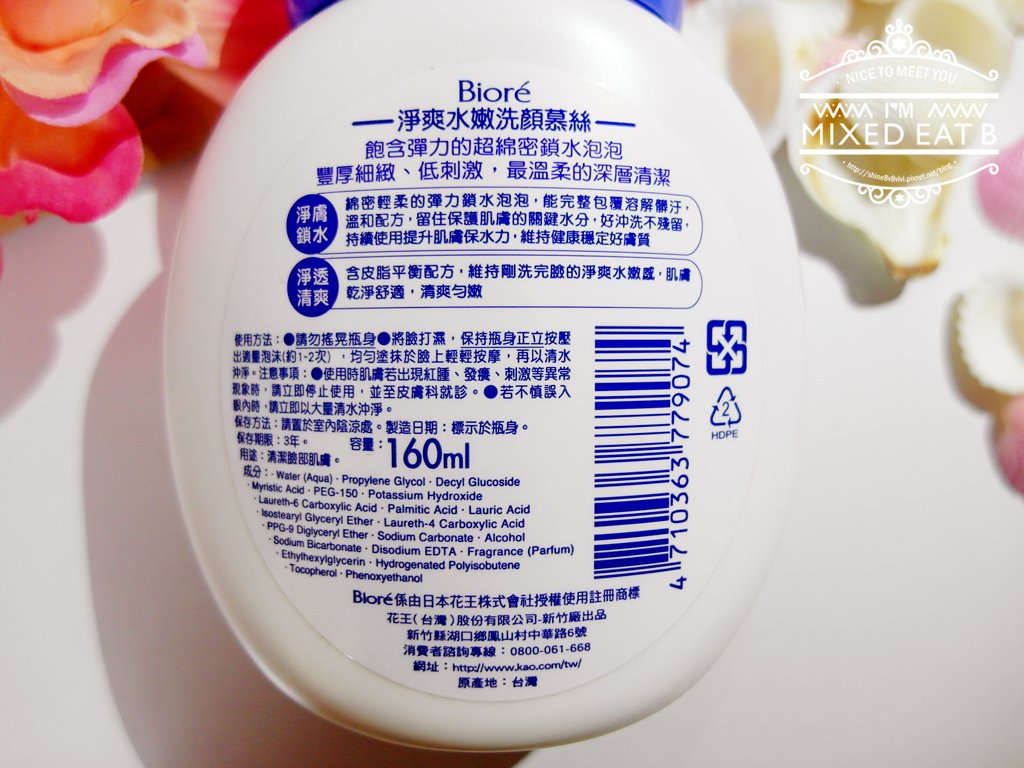 Bioré
淨爽水嫩洗顏慕絲
飽含彈力的超綿密鎖水泡泡
豐厚細緻、低刺激，最溫柔的深層清潔
淨膚
鎖水
綿密輕柔的彈力鎖水泡泡，能完整包覆溶解髒汙，
溫和配方，留住保護肌膚的關鍵水分，好沖洗不殘留，
持續使用提升肌膚保水力，維持健康穩定好膚質
淨透
清爽
含皮脂平衡配方，維持剛洗完臉的淨爽水嫩感，肌膚
乾淨舒適，清爽勻嫩
使用方法：●請勿搖晃瓶身●將臉打濕，保持瓶身正立按壓
出適量泡沫(約1-2次)，均勻塗抹於臉上輕輕按摩，再以清水
沖淨。注意事項：●使用時肌膚若出現紅腫、發癢、刺激等異常
現象時，請立即停止使用，並至皮膚科就診。●若不慎誤入
眼內時，請立即以大量清水沖淨。
保存方法：請置於室內陰涼處。製造日期：標示於瓶身。
保存期限：3年。 容量：160ml
用途：清潔臉部肌膚。
成分：· Water (Aqua) · Propylene Glycol · Decyl Glucoside
· Myristic Acid · PEG-150 · Potassium Hydroxide
· Laureth-6 Carboxylic Acid · Palmitic Acid · Lauric Acid
· Isostearyl Glyceryl Ether · Laureth-4 Carboxylic Acid
· PPG-9 Diglyceryl Ether · Sodium Carbonate · Alcohol
· Sodium Bicarbonate · Disodium EDTA · Fragrance (Parfum)
· Ethylhexylglycerin · Hydrogenated Polyisobutene
· Tocopherol · Phenoxyethanol
Bioré係由日本花王株式會社授權使用註冊商標
花王(台灣)股份有限公司-新竹廠出品
新竹縣湖口鄉鳳山村中華路6號
消費者諮詢專線：0800-061-668
網址：http://www.kao.com/tw/
原產地：台灣
4710363779074
2
HDPE
· NICE TO MEET YOU ·
I'M
MIXED EAT B
· http://shine8v8vivi.pixnet.net/blog ·